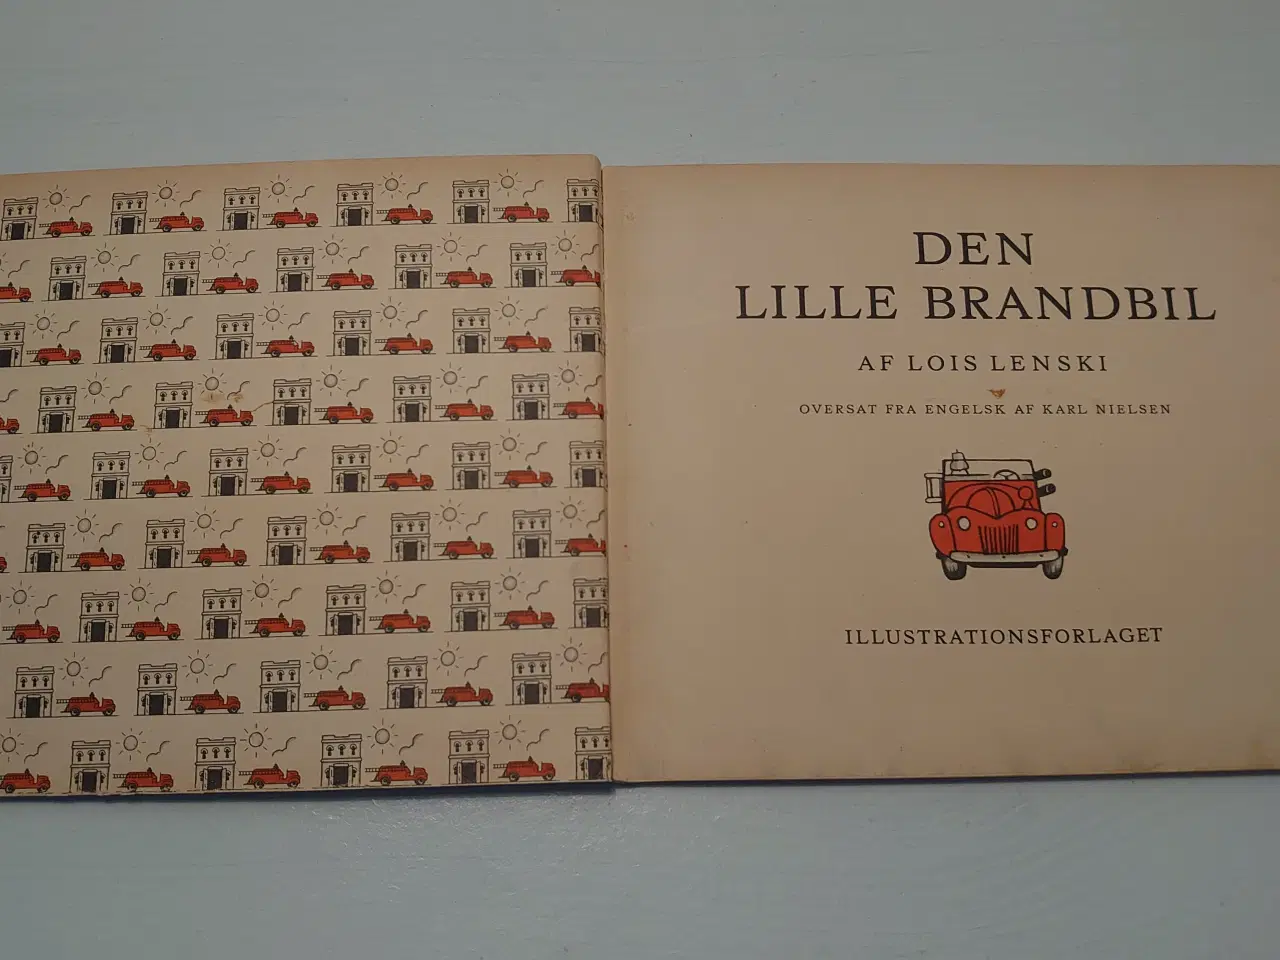 DEN
LILLE BRANDBIL
AF LOIS LENSKI
OVERSAT FRA ENGELSK AF KARL NIELSEN
ILLUSTRATIONSFORLAGET